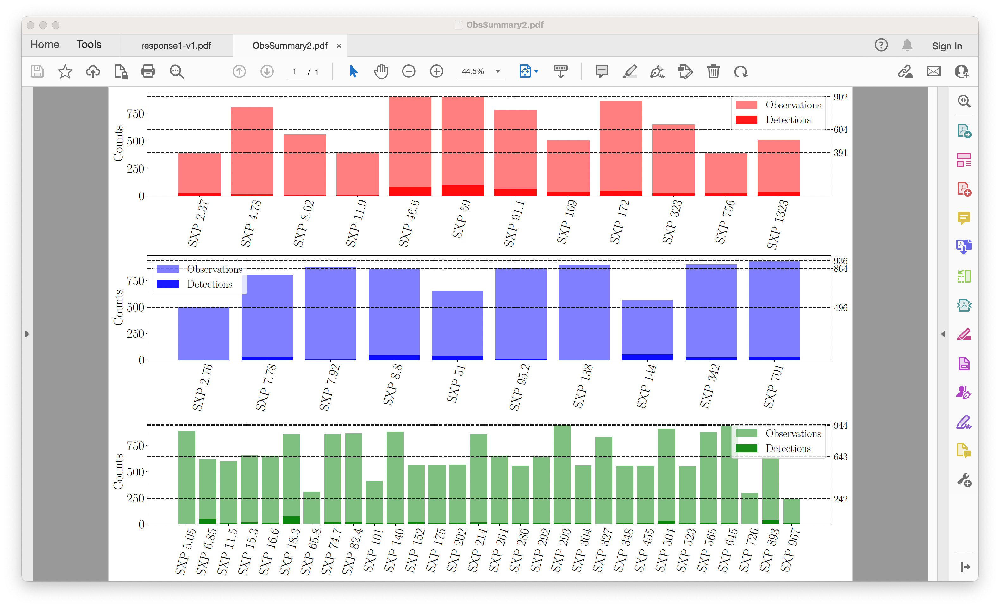 ObsSummary2.pdf
Home Tools response1-v1.pdf ObsSummary2.pdf × ? Sign In
1 / 1 44.5%
Counts
750
500
250
0
902
604
391
Observations
Detections
SXP 2.37
SXP 4.78
SXP 8.02
SXP 11.9
SXP 46.6
SXP 59
SXP 91.1
SXP 169
SXP 172
SXP 323
SXP 756
SXP 1323
Counts
750
500
250
0
936
864
496
Observations
Detections
SXP 2.76
SXP 7.78
SXP 7.92
SXP 8.8
SXP 51
SXP 95.2
SXP 138
SXP 144
SXP 342
SXP 701
Counts
750
500
250
0
944
643
242
Observations
Detections
SXP 5.05
SXP 6.85
SXP 11.5
SXP 15.3
SXP 16.6
SXP 18.3
SXP 65.8
SXP 74.7
SXP 82.4
SXP 101
SXP 140
SXP 152
SXP 175
SXP 202
SXP 214
SXP 264
SXP 280
SXP 292
SXP 293
SXP 304
SXP 327
SXP 348
SXP 455
SXP 504
SXP 523
SXP 565
SXP 645
SXP 726
SXP 893
SXP 967